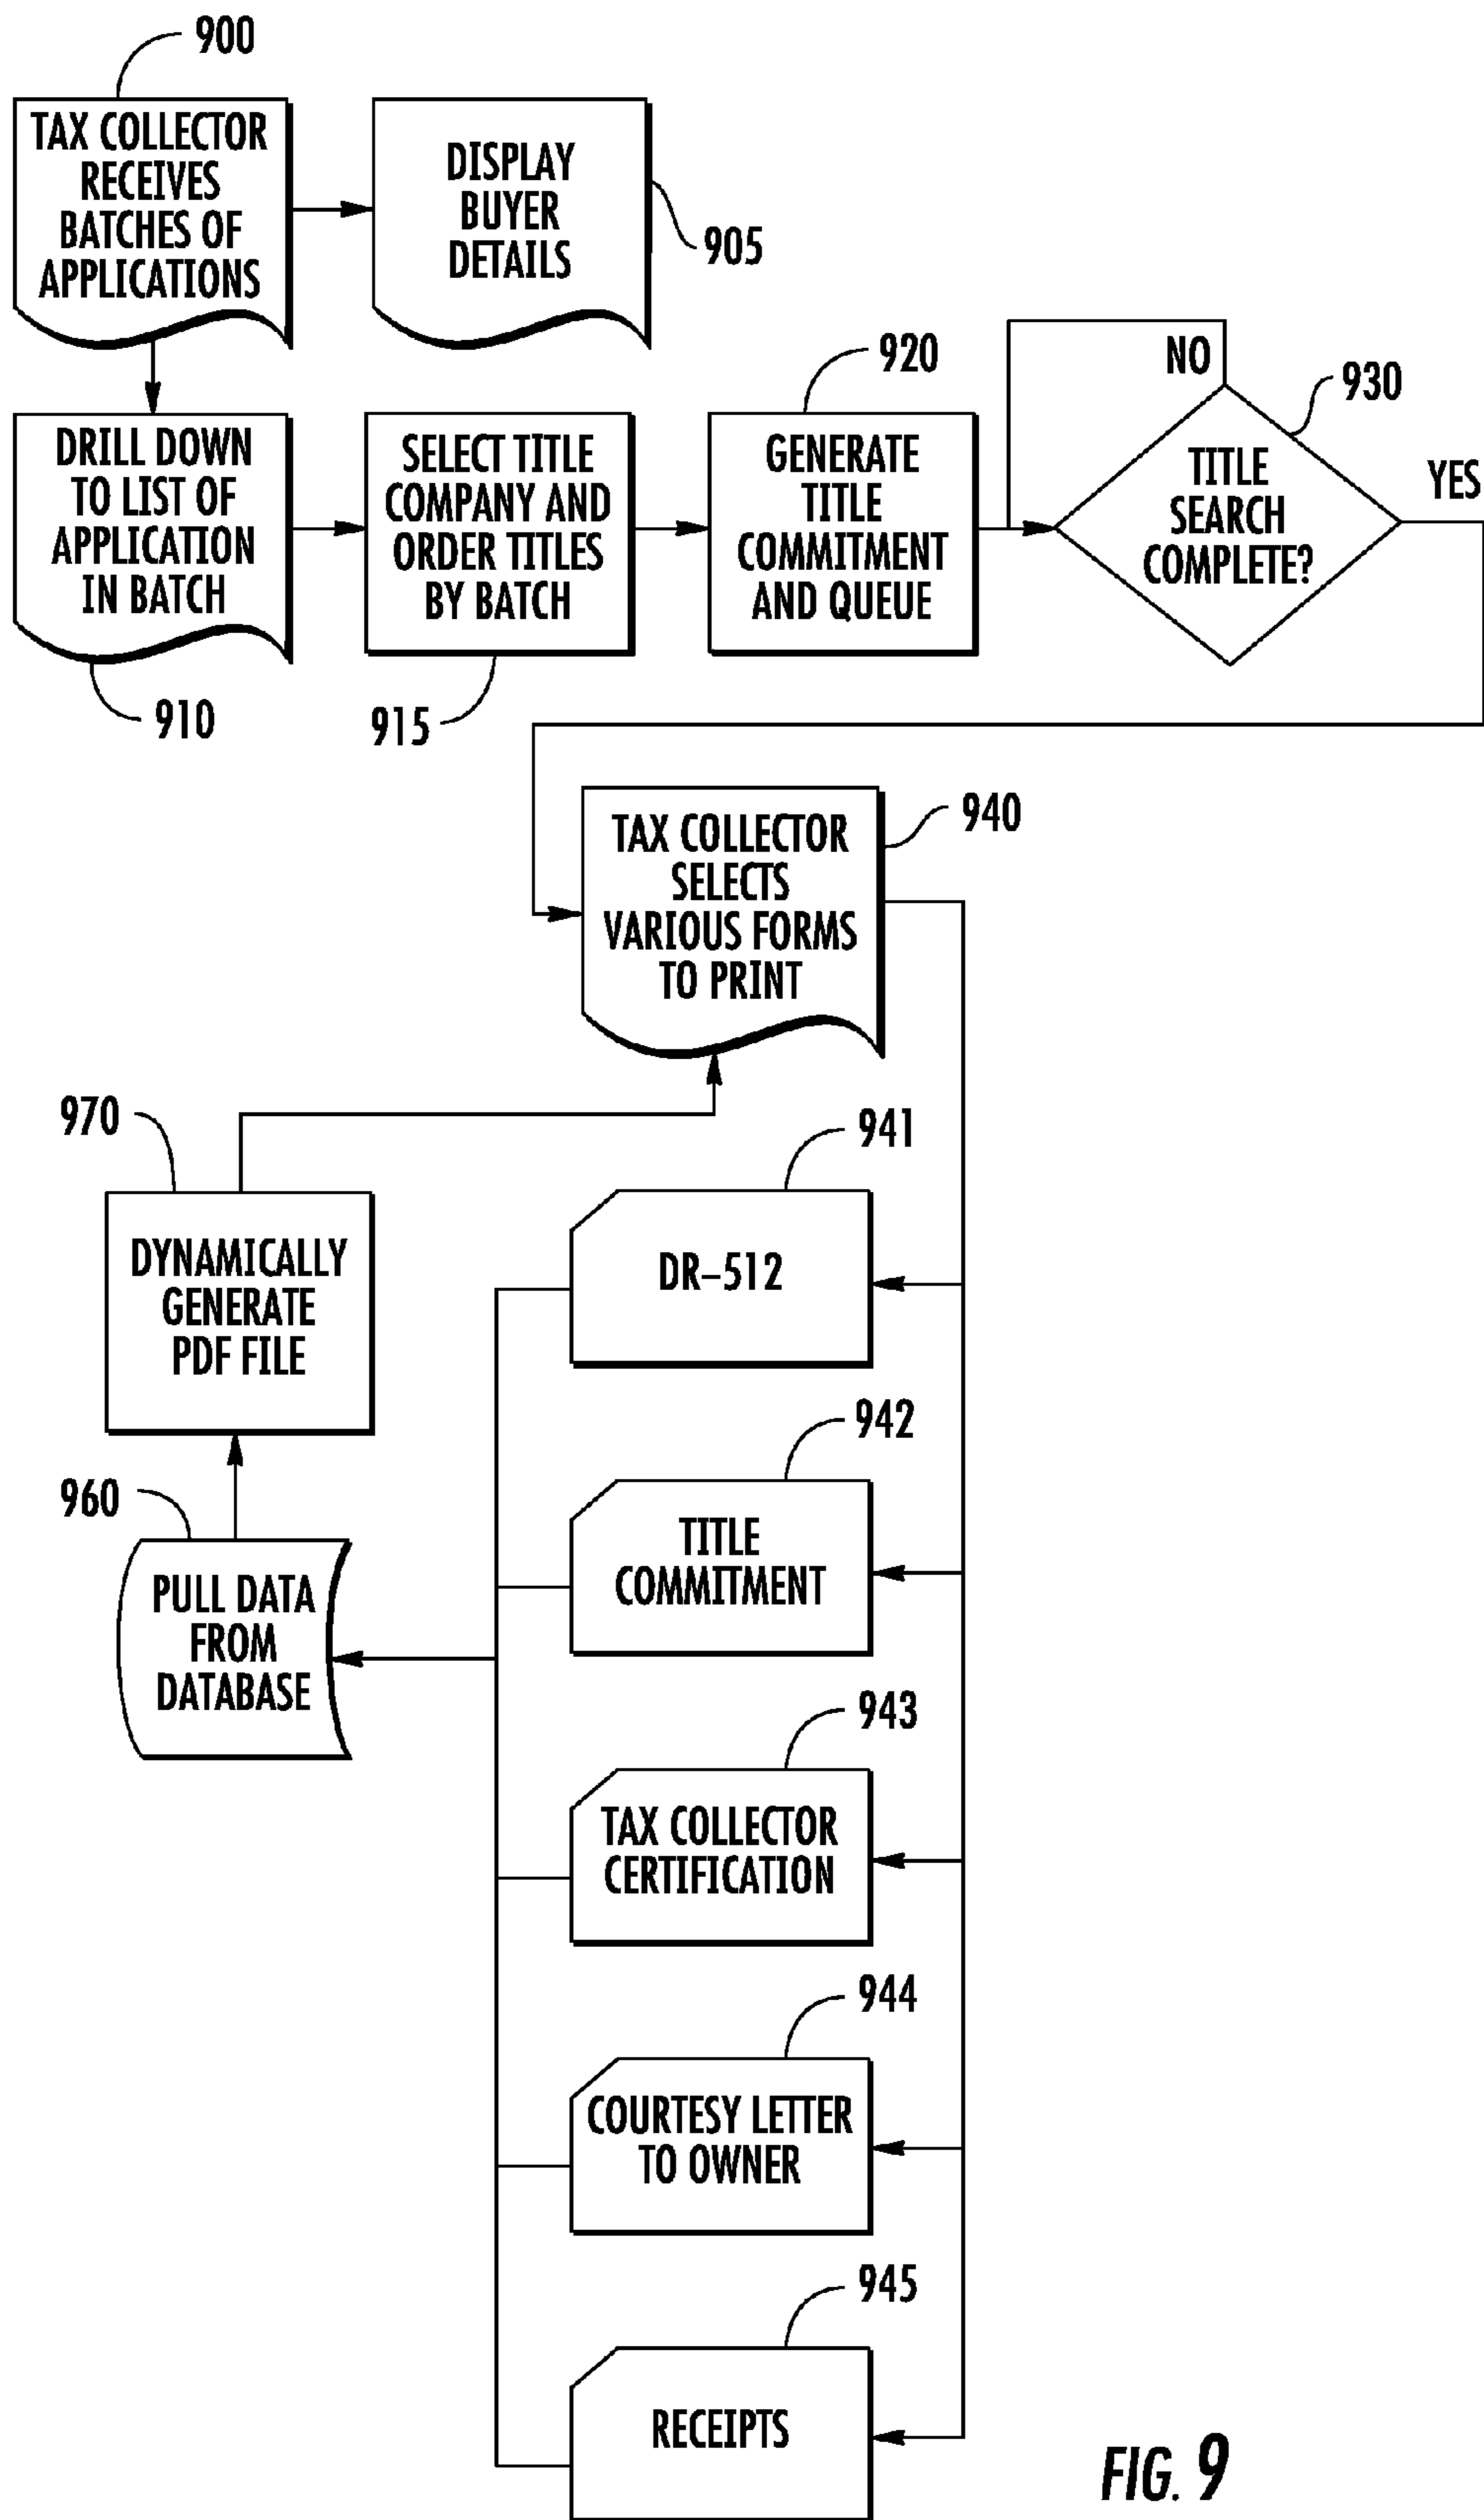 900
TAX COLLECTOR
RECEIVES
BATCHES OF
APPLICATIONS
DISPLAY
BUYER
DETAILS
905
DRILL DOWN
TO LIST OF
APPLICATION
IN BATCH
910
SELECT TITLE
COMPANY AND
ORDER TITLES
BY BATCH
915
920
GENERATE
TITLE
COMMITMENT
AND QUEUE
NO
930
TITLE
SEARCH
COMPLETE?
YES
TAX COLLECTOR
SELECTS
VARIOUS FORMS
TO PRINT
940
970
DYNAMICALLY
GENERATE
PDF FILE
941
DR-512
942
TITLE
COMMITMENT
960
PULL DATA
FROM
DATABASE
943
TAX COLLECTOR
CERTIFICATION
944
COURTESY LETTER
TO OWNER
945
RECEIPTS
FIG. 9